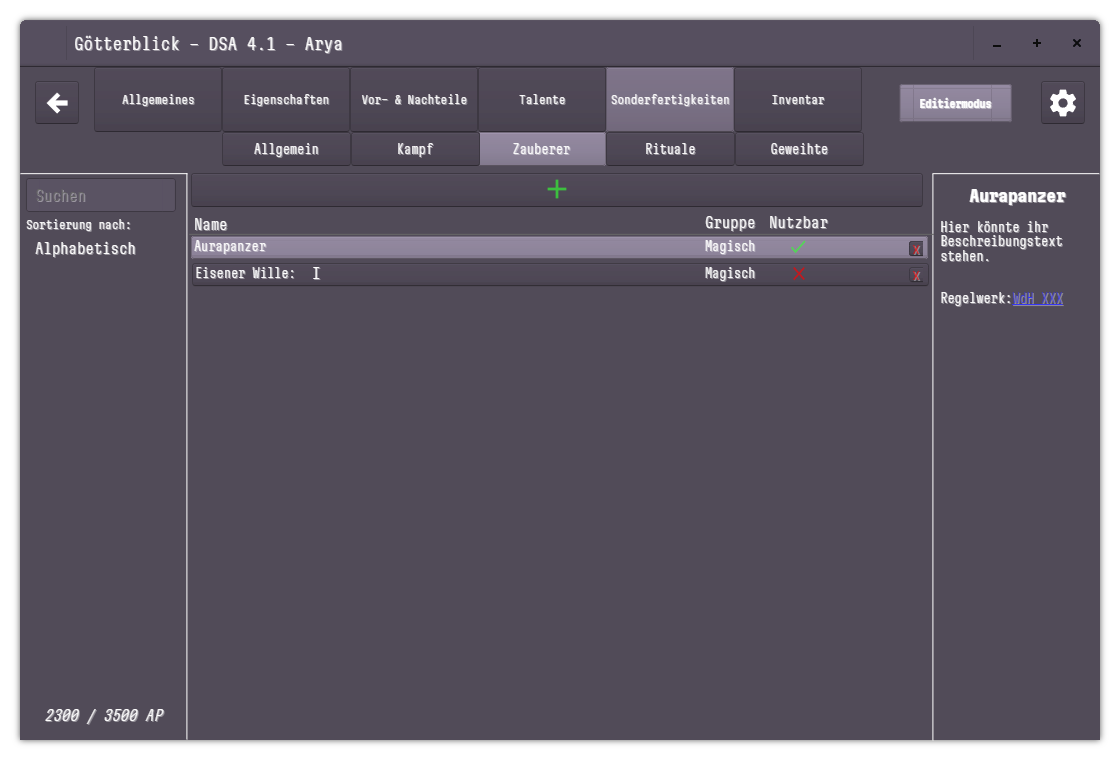 Götterblick - DSA 4.1 - Arya
Allgemeines Eigenschaften Vor- & Nachteile Talente Sonderfertigkeiten Inventar Editiermodus
Allgemein Kampf Zauberer Rituale Geweihte
Suchen
Sortierung nach:
Alphabetisch
2300 / 3500 AP
Name Gruppe Nutzbar
Aurapanzer Magisch x
Eisener Wille: I Magisch x
Aurapanzer
Hier könnte ihr
Beschreibungstext
stehen.
Regelwerk:WdH XXX